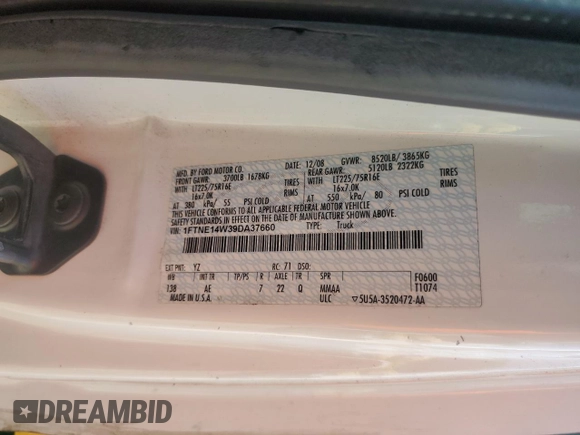 MFD. BY FORD MOTOR CO. DATE: 12/08 GVWR: 8520LB/ 3865KG
FRONT GAWR: 3700LB 1678KG REAR GAWR: 5120LB 2322KG
WITH LT225/75R16E TIRES WITH LT225/75R16E TIRES
16x7.0K RIMS 16x7.0K RIMS
AT 380 kPa/ 55 PSI COLD AT 550 kPa/ 80 PSI COLD
THIS VEHICLE CONFORMS TO ALL APPLICABLE FEDERAL MOTOR VEHICLE
SAFETY STANDARDS IN EFFECT ON THE DATE OF MANUFACTURE SHOWN ABOVE.
VIN: 1FTNE14W39DA37660 TYPE: Truck
EXT PNT: YZ RC: 71 DSO: F0600
WB INT TR TP/PS R AXLE TR SPR T1074
138 AE 7 22 Q MMAA
MADE IN U.S.A. ULC ▽5U5A-3520472-AA
DREAMBID